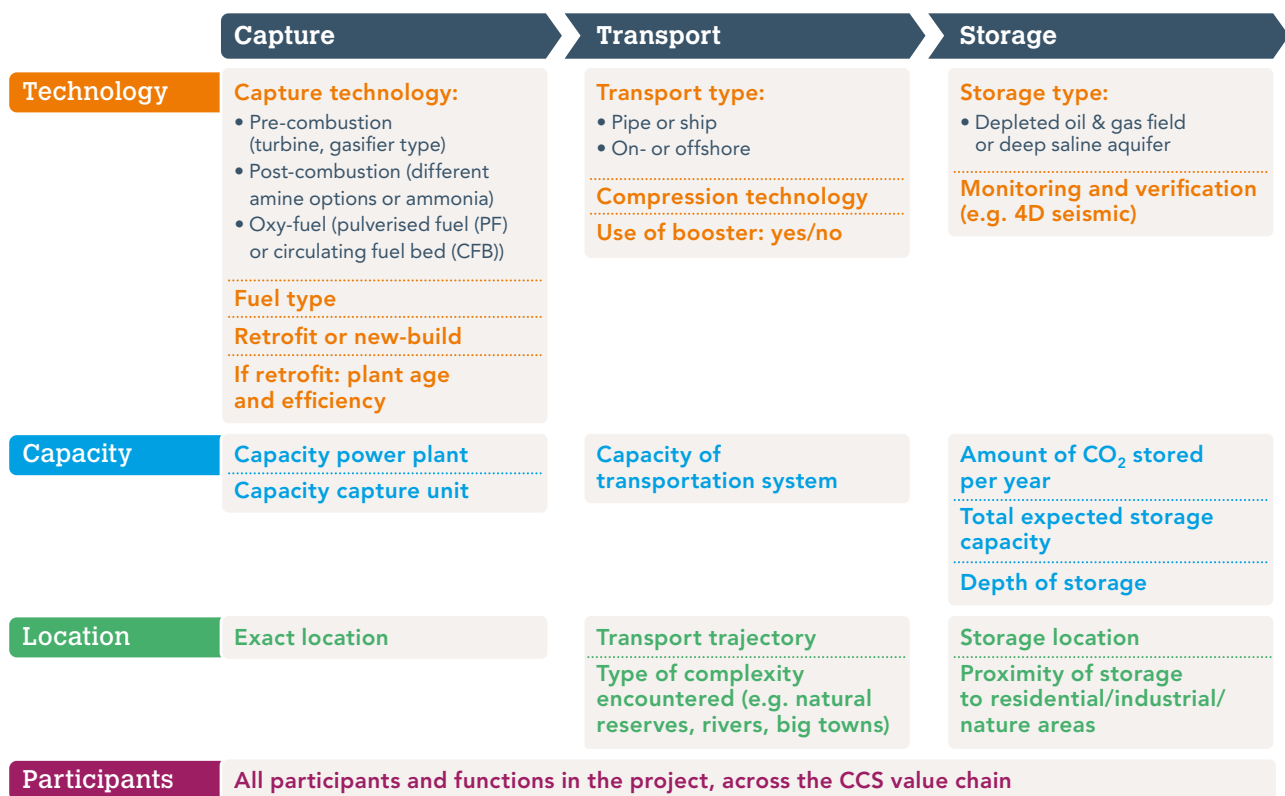 Capture
Transport
Storage
Technology
Capture technology:
• Pre-combustion
(turbine, gasifier type)
• Post-combustion (different
amine options or ammonia)
• Oxy-fuel (pulverised fuel (PF)
or circulating fuel bed (CFB))
Fuel type
Retrofit or new-build
If retrofit: plant age
and efficiency
Transport type:
• Pipe or ship
• On- or offshore
Compression technology
Use of booster: yes/no
Storage type:
• Depleted oil & gas field
or deep saline aquifer
Monitoring and verification
(e.g. 4D seismic)
Capacity
Capacity power plant
Capacity capture unit
Capacity of
transportation system
Amount of CO₂ stored
per year
Total expected storage
capacity
Depth of storage
Location
Exact location
Transport trajectory
Type of complexity
encountered (e.g. natural
reserves, rivers, big towns)
Storage location
Proximity of storage
to residential/industrial/
nature areas
Participants
All participants and functions in the project, across the CCS value chain